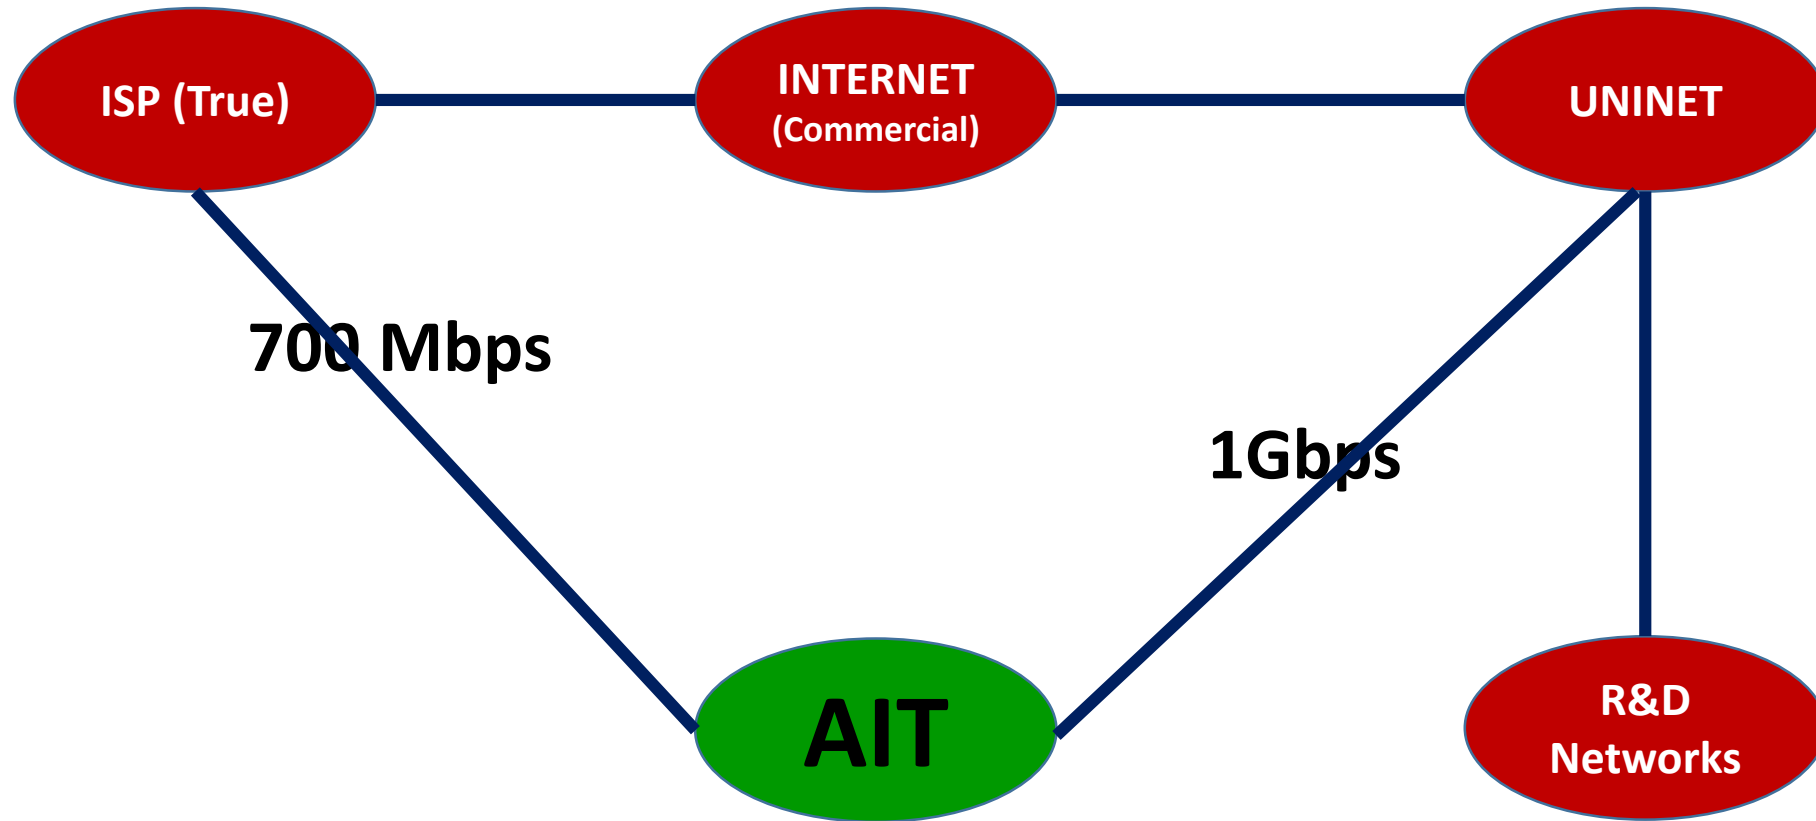 ISP (True)
INTERNET
(Commercial)
UNINET
700 Mbps
1Gbps
AIT
R&D
Networks